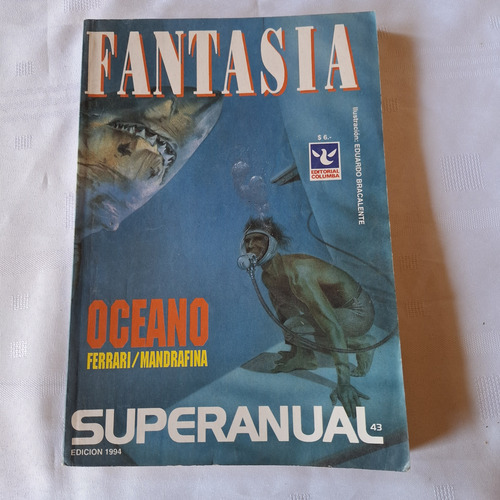 FANTASIA
$ 6.-
EDITORIAL
COLUMBA
Ilustración: EDUARDO BRACALENTE
OCEANO
FERRARI/MANDRAFINA
SUPERANUAL 43
EDICION 1994